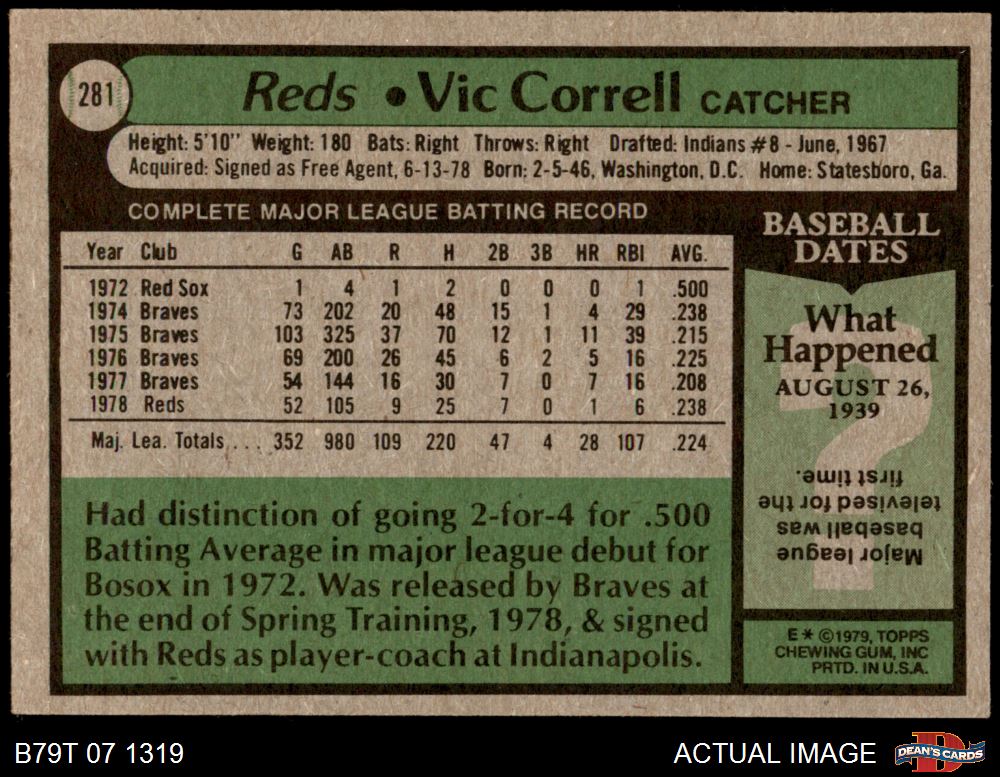 281
Reds • Vic Correll CATCHER
Height: 5'10" Weight: 180 Bats: Right Throws: Right Drafted: Indians #8 - June, 1967
Acquired: Signed as Free Agent, 6-13-78 Born: 2-5-46, Washington, D.C. Home: Statesboro, Ga.
COMPLETE MAJOR LEAGUE BATTING RECORD
Year Club G AB R H 2B 3B HR RBI AVG.
1972 Red Sox 1 4 1 2 0 0 0 1 .500
1974 Braves 73 202 20 48 15 1 4 29 .238
1975 Braves 103 325 37 70 12 1 11 39 .215
1976 Braves 69 200 26 45 6 2 5 16 .225
1977 Braves 54 144 16 30 7 0 7 16 .208
1978 Reds 52 105 9 25 7 0 1 6 .238
Maj. Lea. Totals . . . 352 980 109 220 47 4 28 107 .224
Had distinction of going 2-for-4 for .500
Batting Average in major league debut for
Bosox in 1972. Was released by Braves at
the end of Spring Training, 1978, & signed
with Reds as player-coach at Indianapolis.
BASEBALL
DATES
What
Happened
AUGUST 26,
1939
?
Major league
baseball was
televised for the
first time.
E * ©1979, TOPPS
CHEWING GUM, INC
PRTD. IN U.S.A.
B79T 07 1319
ACTUAL IMAGE
D
DEAN'S CARDS